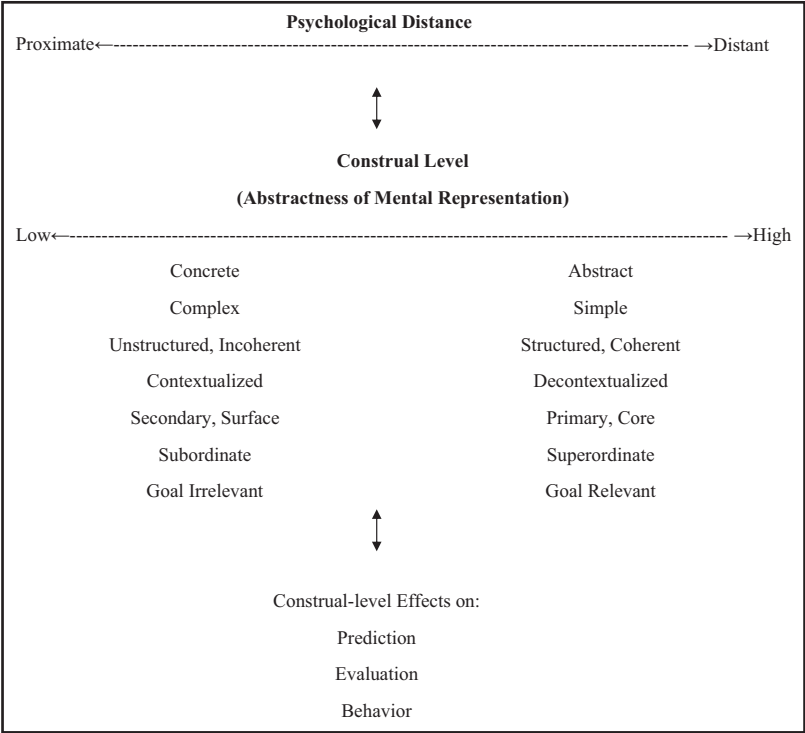 Psychological Distance
Proximate←------------------------------------------------------------------------------------ →Distant
Construal Level
(Abstractness of Mental Representation)
Low←------------------------------------------------------------------------------------------------ →High
Concrete Abstract
Complex Simple
Unstructured, Incoherent Structured, Coherent
Contextualized Decontextualized
Secondary, Surface Primary, Core
Subordinate Superordinate
Goal Irrelevant Goal Relevant
Construal-level Effects on:
Prediction
Evaluation
Behavior